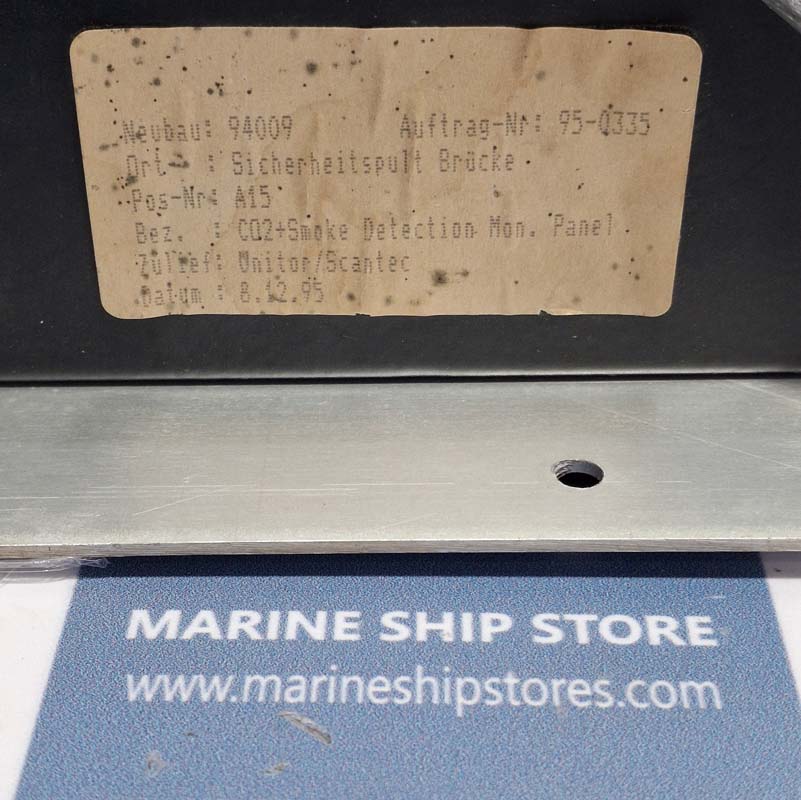 Neubau: 94009 Auftrag-Nr: 95-0335
Ort : Sicherheitspult Brücke
Pos-Nr: A15
Bez. : CO2+Smoke Detection Mon. Panel
Zulief: Unitor/Scantec
Datum : 8.12.95
MARINE SHIP STORE
www.marineshipstores.com